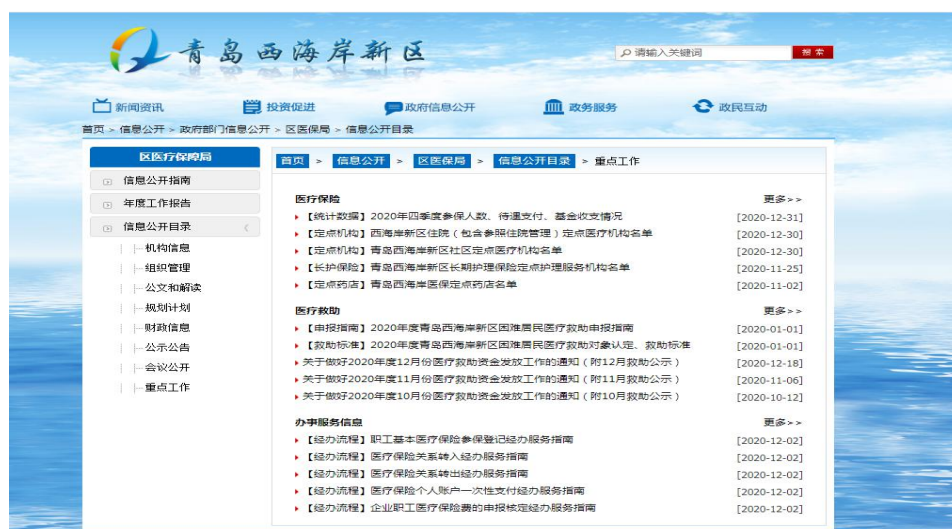 青岛西海岸新区
请输入关键词 搜索
新闻资讯 投资促进 政府信息公开 政务服务 政民互动
首页 > 信息公开 > 政府部门信息公开 > 区医保局 > 信息公开目录
区医疗保障局
信息公开指南
年度工作报告
信息公开目录
机构信息
组织管理
公文和解读
规划计划
财政信息
公示公告
会议公开
重点工作
首页 > 信息公开 > 区医保局 > 信息公开目录 > 重点工作
医疗保险 更多>>
【统计数据】2020年四季度参保人数、待遇支付、基金收支情况 [2020-12-31]
【定点机构】西海岸新区住院（包含参照住院管理）定点医疗机构名单 [2020-12-30]
【定点机构】青岛西海岸新区社区定点医疗机构名单 [2020-12-30]
【长护保险】青岛西海岸新区长期护理保险定点护理服务机构名单 [2020-11-25]
【定点药店】青岛西海岸医保定点药店名单 [2020-11-02]
医疗救助 更多>>
【申报指南】2020年度青岛西海岸新区困难居民医疗救助申报指南 [2020-01-01]
【救助标准】2020年度青岛西海岸新区困难居民医疗救助对象认定、救助标准 [2020-01-01]
关于做好2020年度12月份医疗救助资金发放工作的通知（附12月救助公示） [2020-12-18]
关于做好2020年度11月份医疗救助资金发放工作的通知（附11月救助公示） [2020-11-06]
关于做好2020年度10月份医疗救助资金发放工作的通知（附10月救助公示） [2020-10-12]
办事服务信息 更多>>
【经办流程】职工基本医疗保险参保登记经办服务指南 [2020-12-02]
【经办流程】医疗保险关系转入经办服务指南 [2020-12-02]
【经办流程】医疗保险关系转出经办服务指南 [2020-12-02]
【经办流程】医疗保险个人账户一次性支付经办服务指南 [2020-12-02]
【经办流程】企业职工医疗保险费的申报核定经办服务指南 [2020-12-02]